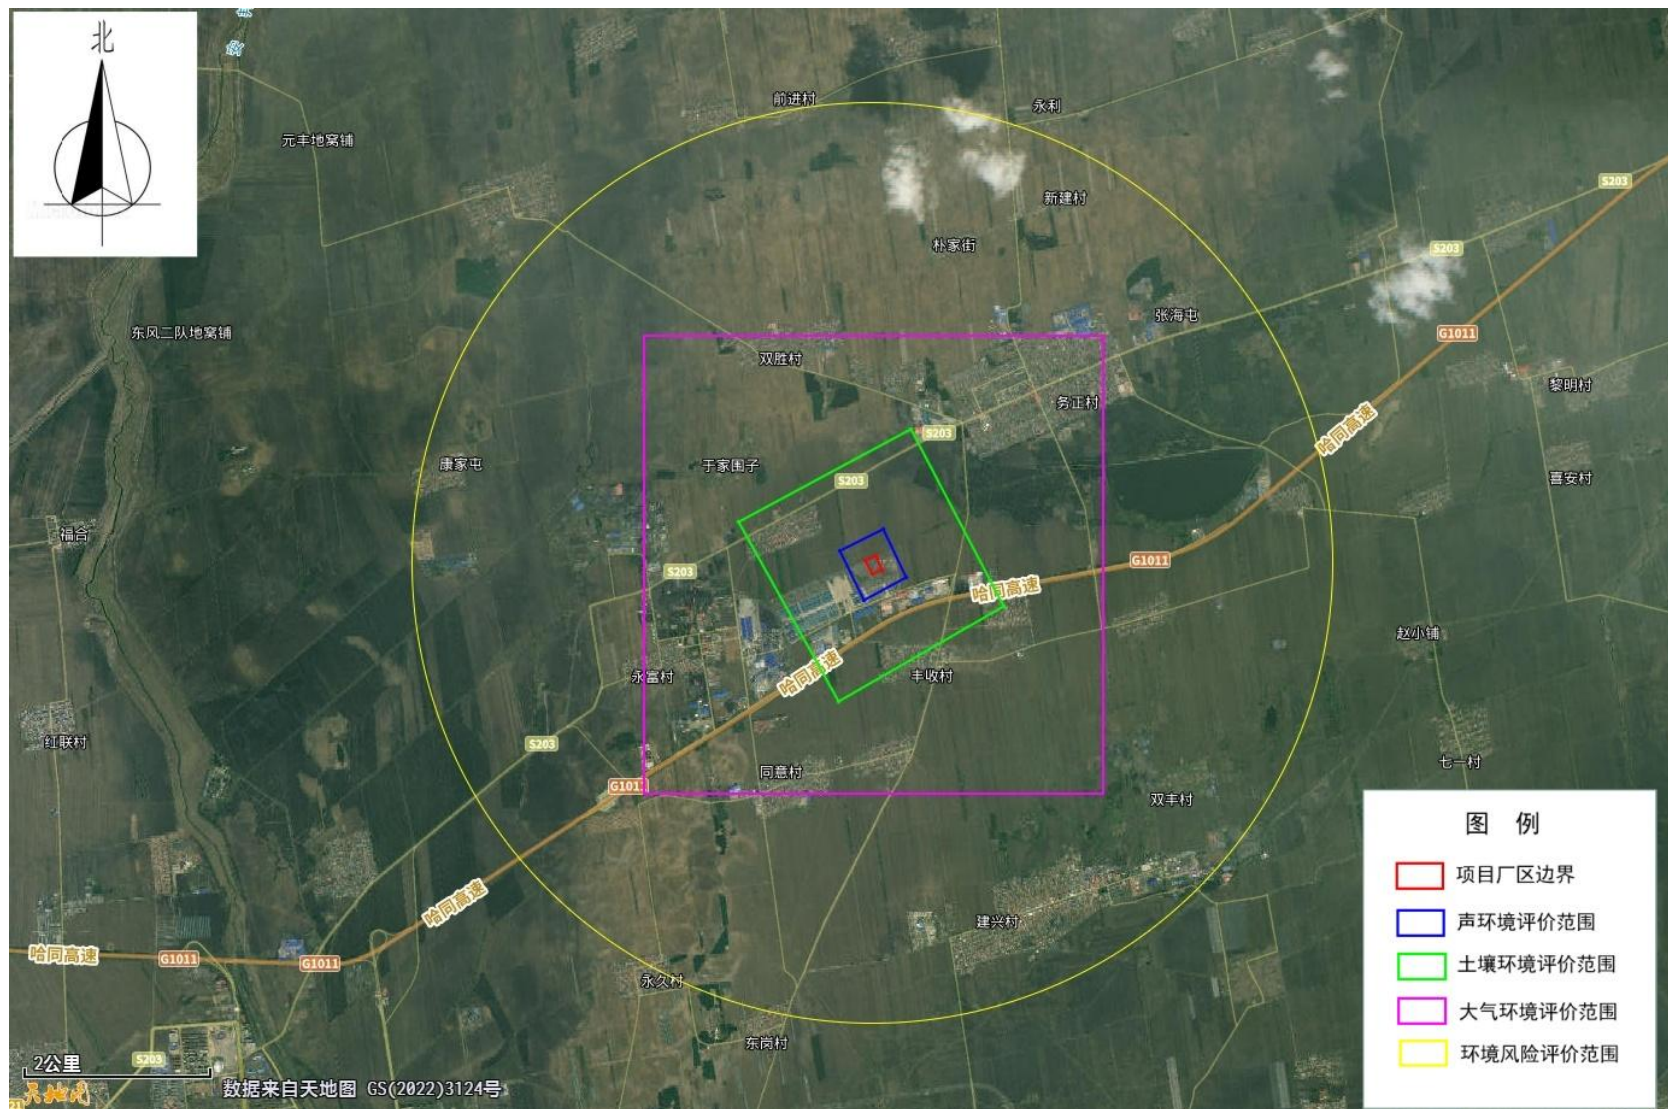 北
前进村
永利
元丰地窝铺
S203
新建村
朴家街
S203
张海屯
东风二队地窝铺
G1011
双胜村
黎明村
务正村
哈同高速
S203
康家屯
于家围子
S203
喜安村
福合
G1011
S203
哈同高速
赵小铺
哈同高速
永富村
丰收村
红联村
S203
七一村
同意村
G1011
双丰村
图 例
项目厂区边界
哈同高速
建兴村
声环境评价范围
哈同高速
G1011
G1011
土壤环境评价范围
永久村
大气环境评价范围
东岗村
环境风险评价范围
2公里
S203
天地图
数据来自天地图 GS(2022)3124号